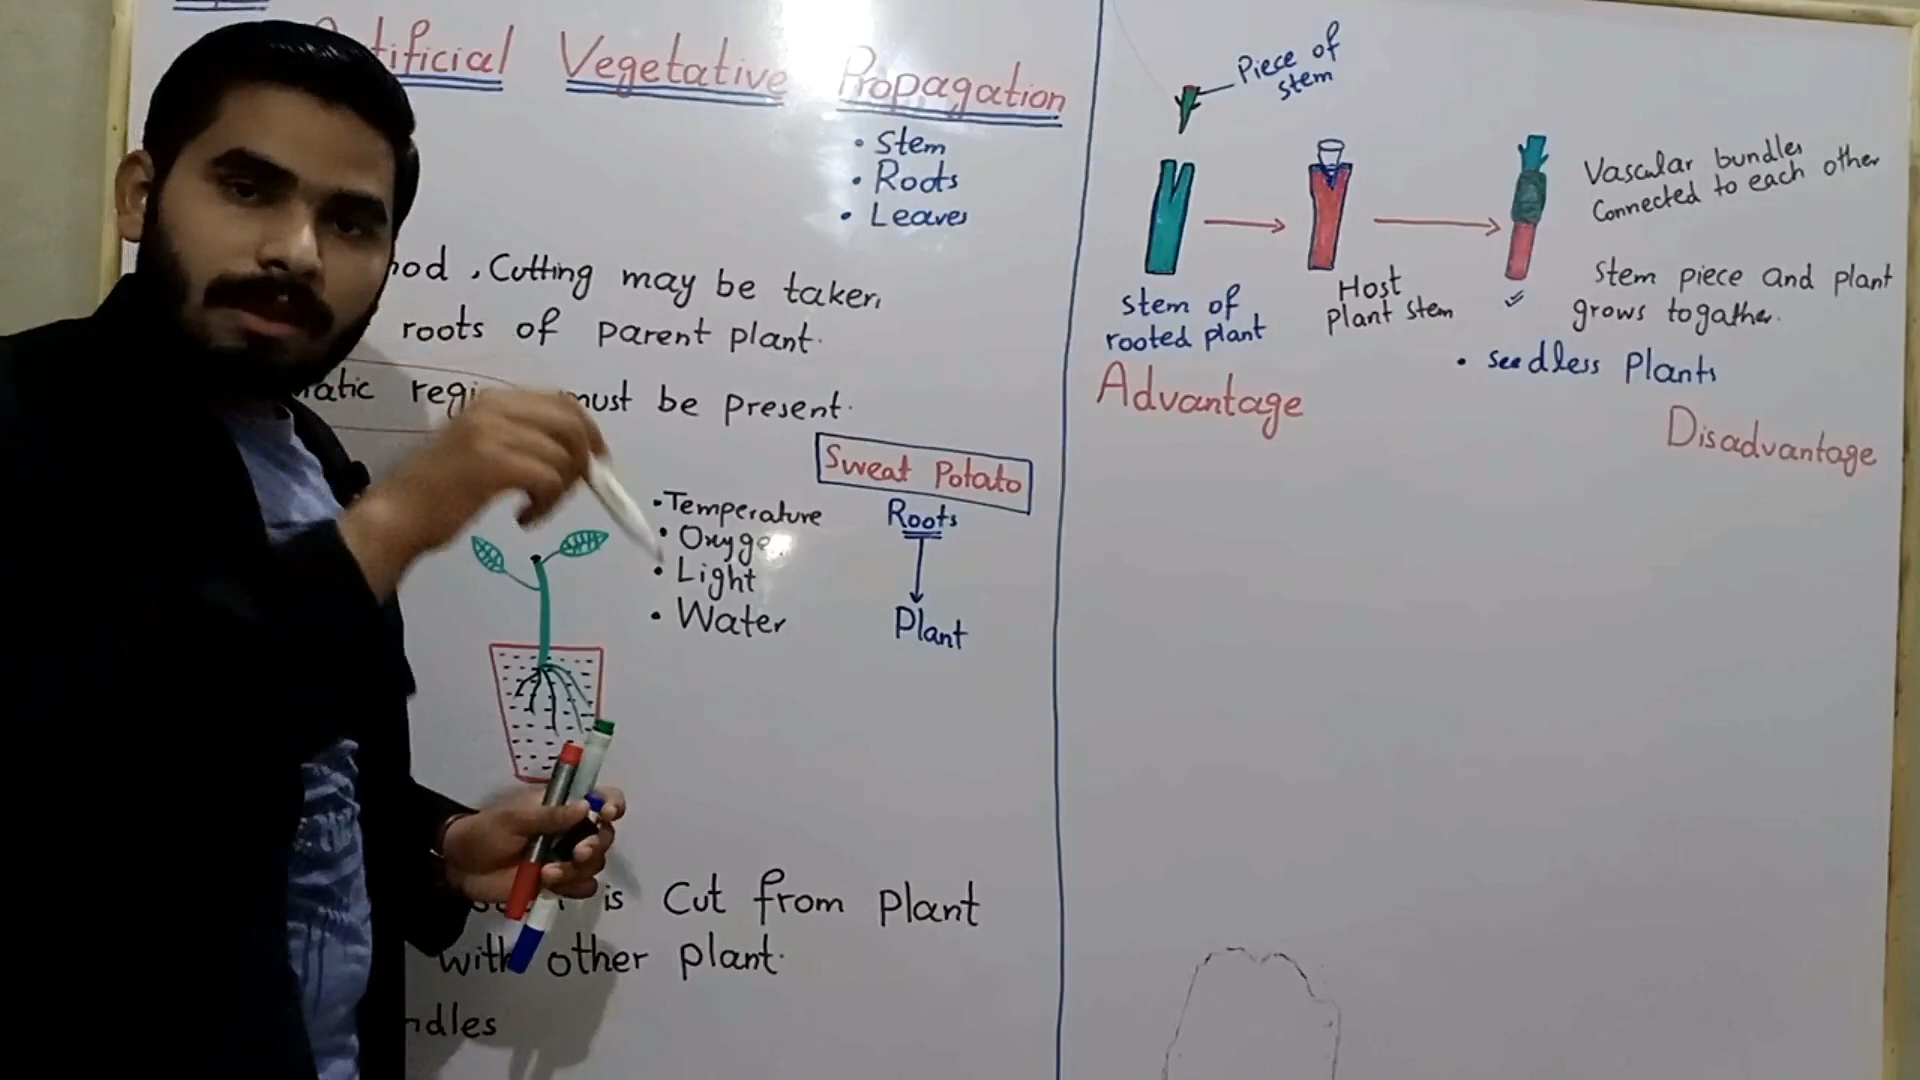 Vegetative Propagation
• Stem
• Roots
• Leaves
, Cutting may be taken
roots of parent plant.
must be present.
Sweat Potato
Roots
Plant
• Temperature
• Oxyge
• Light
• Water
is Cut from plant
with other plant.
Piece of
stem
stem of
rooted plant
Host
plant stem
Vascular bundles
Connected to each other
Stem piece and plant
grows togather.
• seedless Plants
Advantage
Disadvantage